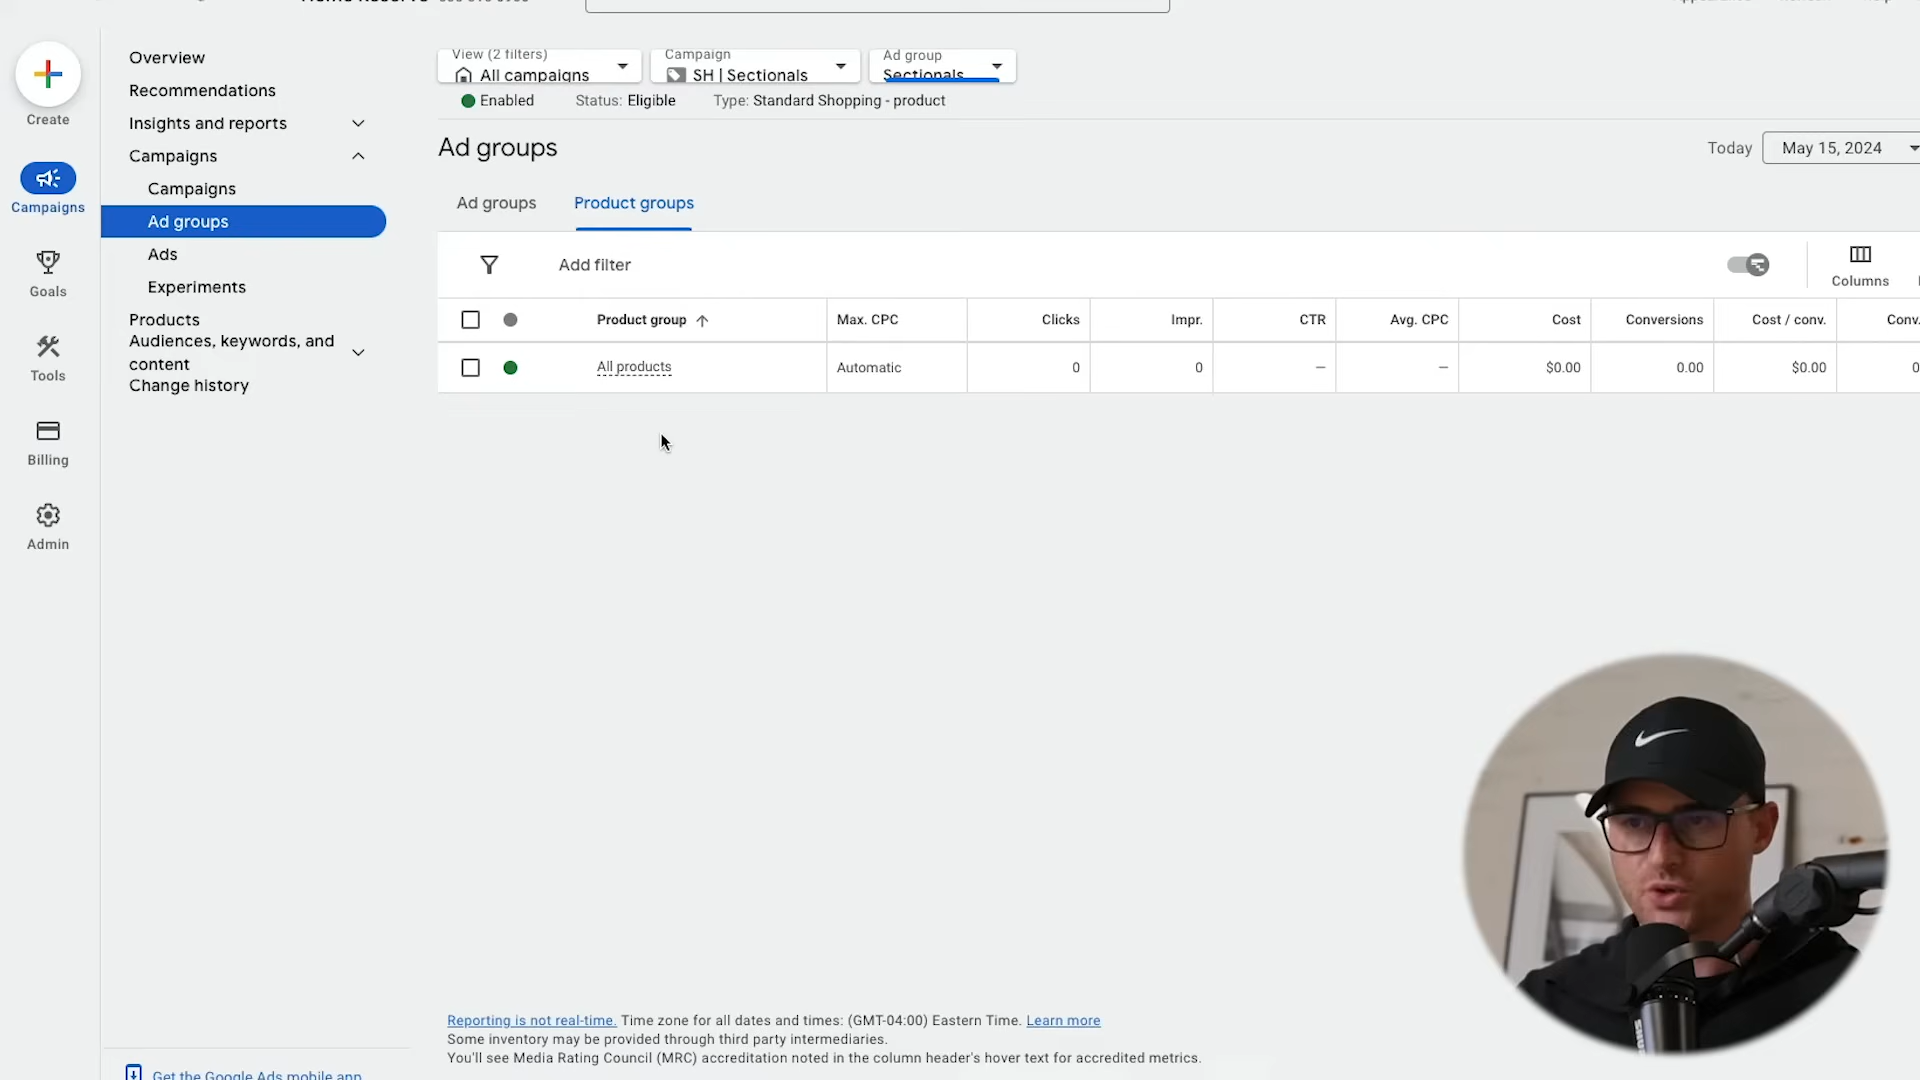 Create
Campaigns
Goals
Tools
Billing
Admin
Overview
Recommendations
Insights and reports
Campaigns
Campaigns
Ad groups
Ads
Experiments
Products
Audiences, keywords, and
content
Change history
Get the Google Ads mobile app
View (2 filters)
All campaigns
Campaign
SH | Sectionals
Ad group
Sectionals
Enabled
Status: Eligible
Type: Standard Shopping - product
Ad groups
Today
May 15, 2024
Ad groups
Product groups
Add filter
Columns
Product group
Max. CPC
Clicks
Impr.
CTR
Avg. CPC
Cost
Conversions
Cost / conv.
Conv.
All products
Automatic
0
0
—
—
$0.00
0.00
$0.00
0
Reporting is not real-time. Time zone for all dates and times: (GMT-04:00) Eastern Time. Learn more
Some inventory may be provided through third party intermediaries.
You'll see Media Rating Council (MRC) accreditation noted in the column header's hover text for accredited metrics.